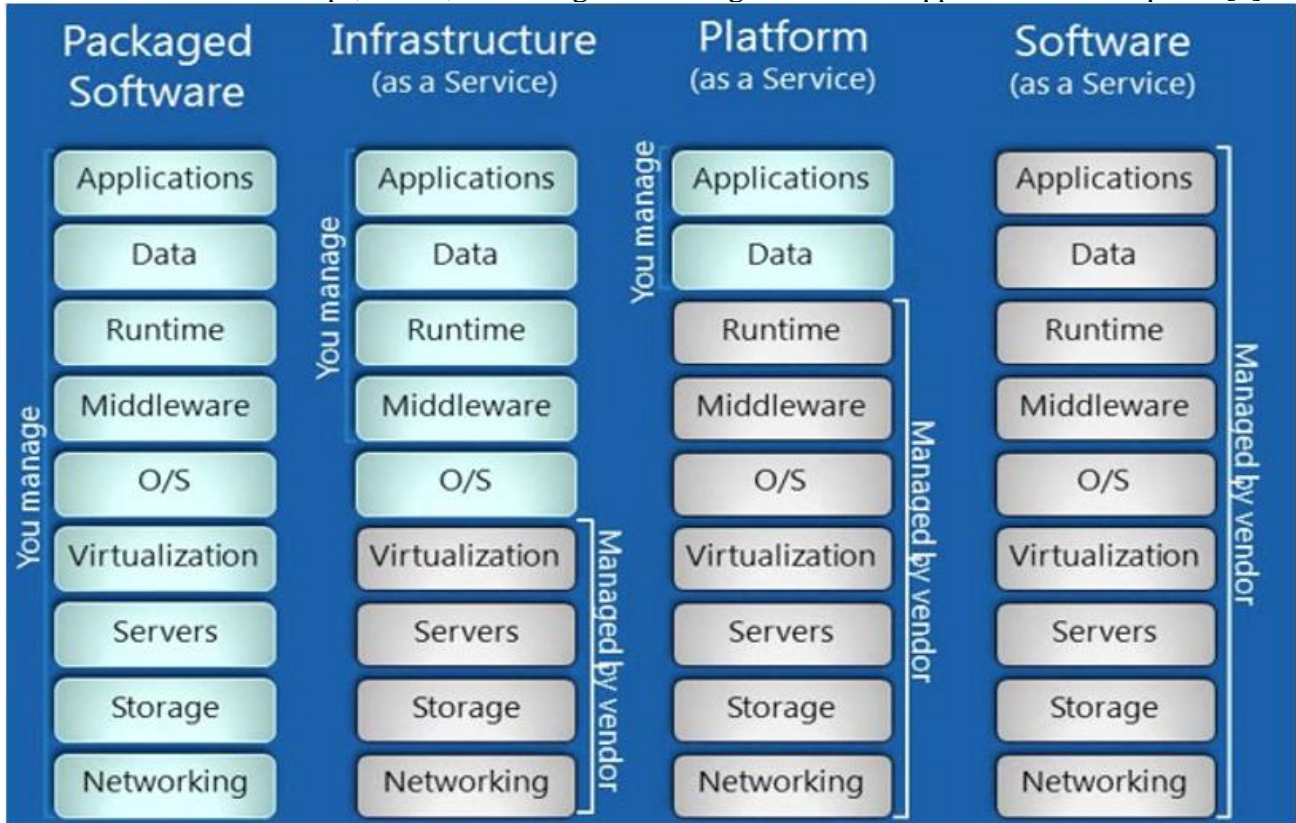 Packaged
Software
You manage
Applications
Data
Runtime
Middleware
O/S
Virtualization
Servers
Storage
Networking
Infrastructure
(as a Service)
You manage
Applications
Data
Runtime
Middleware
O/S
Virtualization
Servers
Storage
Networking
Managed by vendor
Platform
(as a Service)
You manage
Applications
Data
Runtime
Middleware
O/S
Virtualization
Servers
Storage
Networking
Managed by vendor
Software
(as a Service)
Applications
Data
Runtime
Middleware
O/S
Virtualization
Servers
Storage
Networking
Managed by vendor